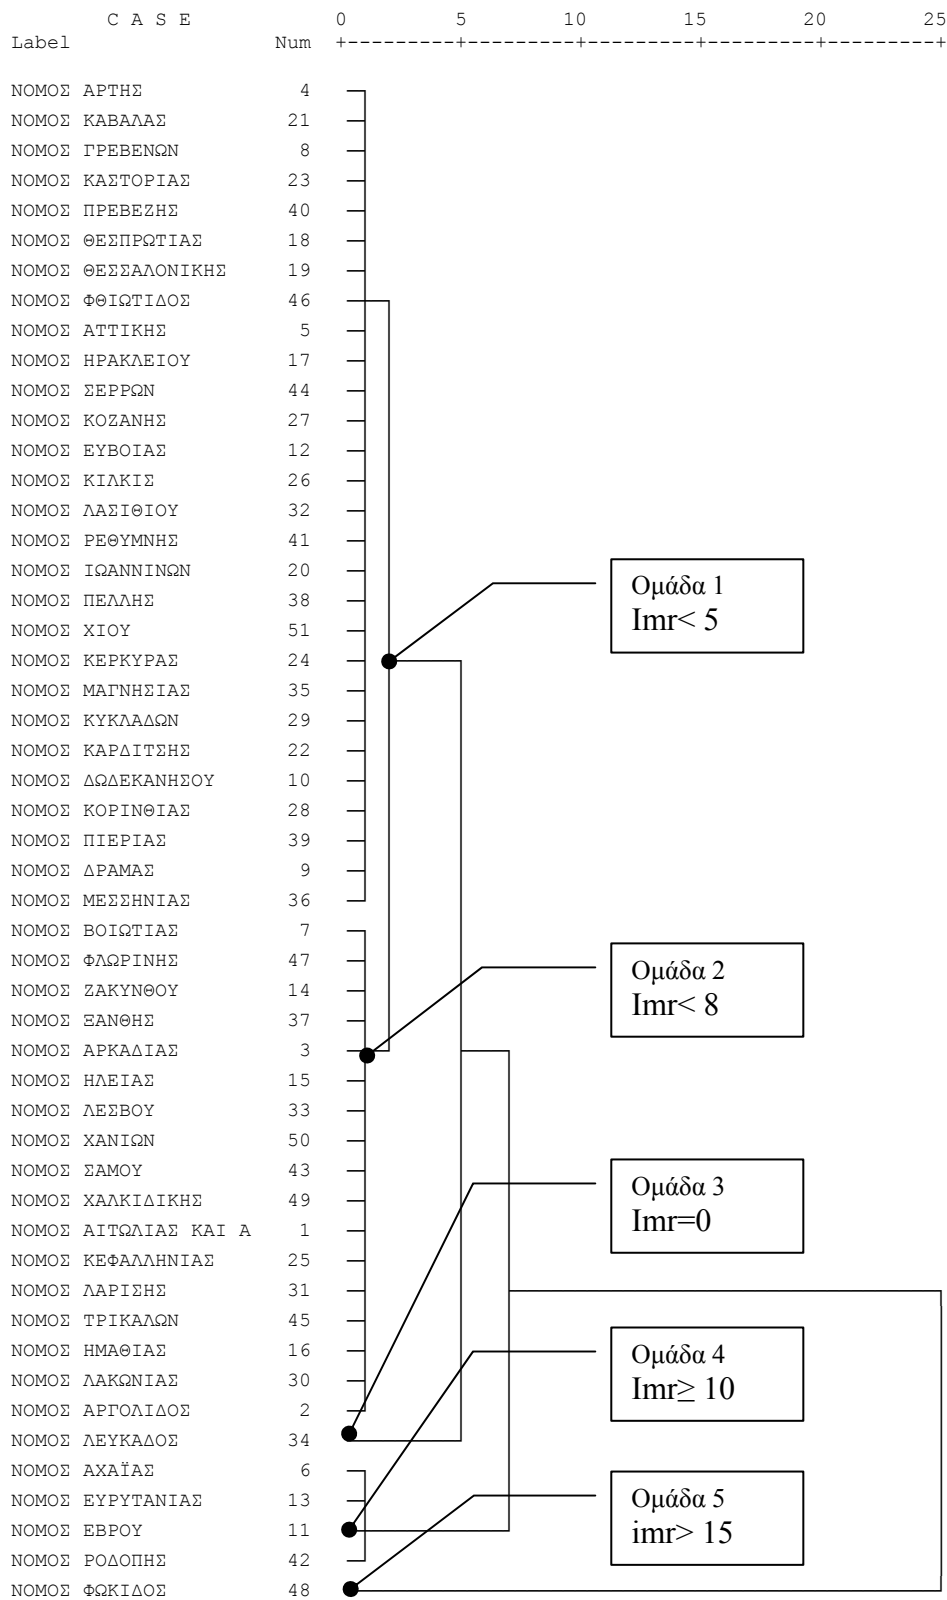 C A S E 0 5 10 15 20 25
Label Num +---------+---------+---------+---------+---------+
ΝΟΜΟΣ ΑΡΤΗΣ 4
ΝΟΜΟΣ ΚΑΒΑΛΑΣ 21
ΝΟΜΟΣ ΓΡΕΒΕΝΩΝ 8
ΝΟΜΟΣ ΚΑΣΤΟΡΙΑΣ 23
ΝΟΜΟΣ ΠΡΕΒΕΖΗΣ 40
ΝΟΜΟΣ ΘΕΣΠΡΩΤΙΑΣ 18
ΝΟΜΟΣ ΘΕΣΣΑΛΟΝΙΚΗΣ 19
ΝΟΜΟΣ ΦΘΙΩΤΙΔΟΣ 46
ΝΟΜΟΣ ΑΤΤΙΚΗΣ 5
ΝΟΜΟΣ ΗΡΑΚΛΕΙΟΥ 17
ΝΟΜΟΣ ΣΕΡΡΩΝ 44
ΝΟΜΟΣ ΚΟΖΑΝΗΣ 27
ΝΟΜΟΣ ΕΥΒΟΙΑΣ 12
ΝΟΜΟΣ ΚΙΛΚΙΣ 26
ΝΟΜΟΣ ΛΑΣΙΘΙΟΥ 32
ΝΟΜΟΣ ΡΕΘΥΜΝΗΣ 41
ΝΟΜΟΣ ΙΩΑΝΝΙΝΩΝ 20
Ομάδα 1
Imr< 5
ΝΟΜΟΣ ΠΕΛΛΗΣ 38
ΝΟΜΟΣ ΧΙΟΥ 51
ΝΟΜΟΣ ΚΕΡΚΥΡΑΣ 24
ΝΟΜΟΣ ΜΑΓΝΗΣΙΑΣ 35
ΝΟΜΟΣ ΚΥΚΛΑΔΩΝ 29
ΝΟΜΟΣ ΚΑΡΔΙΤΣΗΣ 22
ΝΟΜΟΣ ΔΩΔΕΚΑΝΗΣΟΥ 10
ΝΟΜΟΣ ΚΟΡΙΝΘΙΑΣ 28
ΝΟΜΟΣ ΠΙΕΡΙΑΣ 39
ΝΟΜΟΣ ΔΡΑΜΑΣ 9
ΝΟΜΟΣ ΜΕΣΣΗΝΙΑΣ 36
ΝΟΜΟΣ ΒΟΙΩΤΙΑΣ 7
ΝΟΜΟΣ ΦΛΩΡΙΝΗΣ 47
Ομάδα 2
Imr< 8
ΝΟΜΟΣ ΖΑΚΥΝΘΟΥ 14
ΝΟΜΟΣ ΞΑΝΘΗΣ 37
ΝΟΜΟΣ ΑΡΚΑΔΙΑΣ 3
ΝΟΜΟΣ ΗΛΕΙΑΣ 15
ΝΟΜΟΣ ΛΕΣΒΟΥ 33
ΝΟΜΟΣ ΧΑΝΙΩΝ 50
ΝΟΜΟΣ ΣΑΜΟΥ 43
Ομάδα 3
Imr=0
ΝΟΜΟΣ ΧΑΛΚΙΔΙΚΗΣ 49
ΝΟΜΟΣ ΑΙΤΩΛΙΑΣ ΚΑΙ Α 1
ΝΟΜΟΣ ΚΕΦΑΛΛΗΝΙΑΣ 25
ΝΟΜΟΣ ΛΑΡΙΣΗΣ 31
ΝΟΜΟΣ ΤΡΙΚΑΛΩΝ 45
ΝΟΜΟΣ ΗΜΑΘΙΑΣ 16
Ομάδα 4
Imr≥ 10
ΝΟΜΟΣ ΛΑΚΩΝΙΑΣ 30
ΝΟΜΟΣ ΑΡΓΟΛΙΔΟΣ 2
ΝΟΜΟΣ ΛΕΥΚΑΔΟΣ 34
ΝΟΜΟΣ ΑΧΑΪΑΣ 6
ΝΟΜΟΣ ΕΥΡΥΤΑΝΙΑΣ 13
Ομάδα 5
imr> 15
ΝΟΜΟΣ ΕΒΡΟΥ 11
ΝΟΜΟΣ ΡΟΔΟΠΗΣ 42
ΝΟΜΟΣ ΦΩΚΙΔΟΣ 48